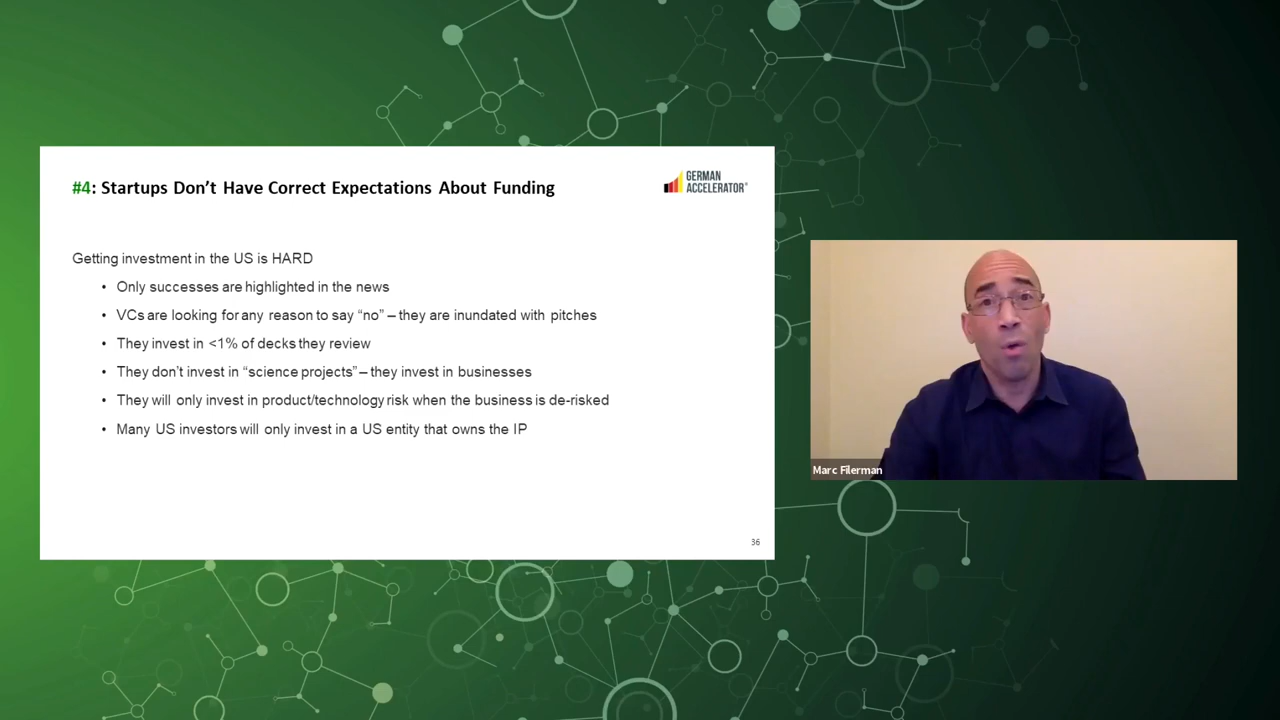 #4: Startups Don’t Have Correct Expectations About Funding
GERMAN
ACCELERATOR®
Getting investment in the US is HARD
• Only successes are highlighted in the news
• VCs are looking for any reason to say “no” – they are inundated with pitches
• They invest in <1% of decks they review
• They don’t invest in “science projects” – they invest in businesses
• They will only invest in product/technology risk when the business is de-risked
• Many US investors will only invest in a US entity that owns the IP
36
Marc Filerman